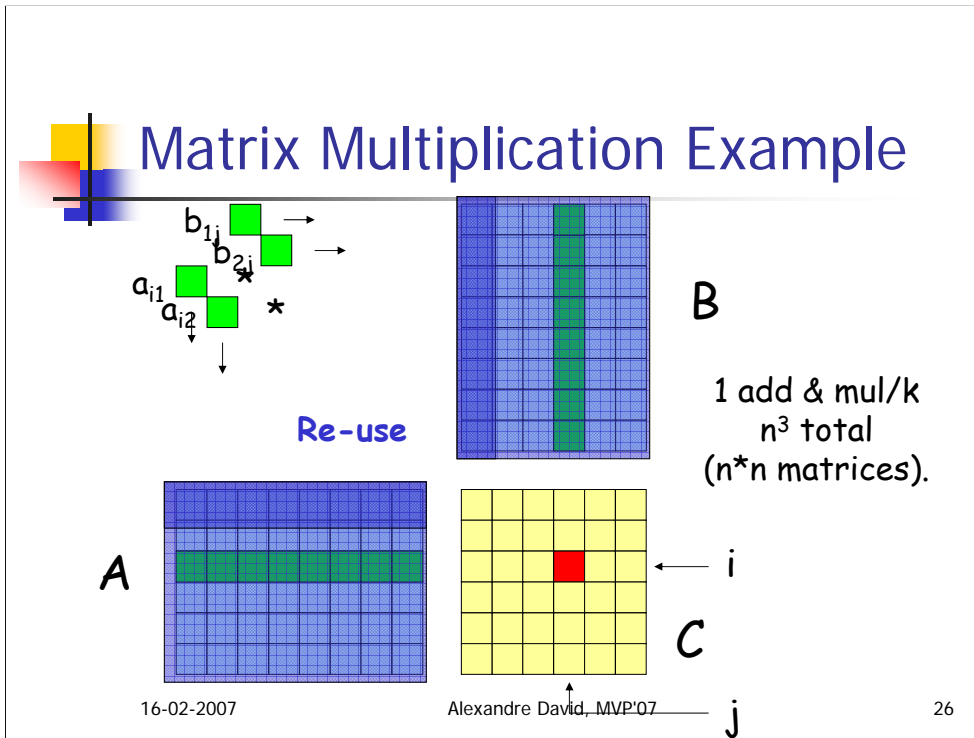 Matrix Multiplication Example
b₁ⱼ
b₂ⱼ
*
aᵢ₁
aᵢ₂
*
B
1 add & mul/k
n³ total
(n*n matrices).
Re-use
A
i
C
16-02-2007
Alexandre David, MVP'07
j
26